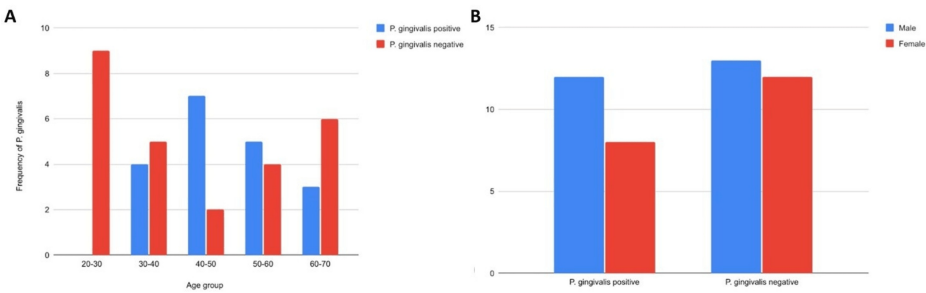 A
10
8
6
4
2
0
Frequency of P. gingivalis
20-30 30-40 40-50 50-60 60-70
Age group
P. gingivalis positive
P. gingivalis negative
B
15
10
5
0
P. gingivalis positive P. gingivalis negative
Male
Female